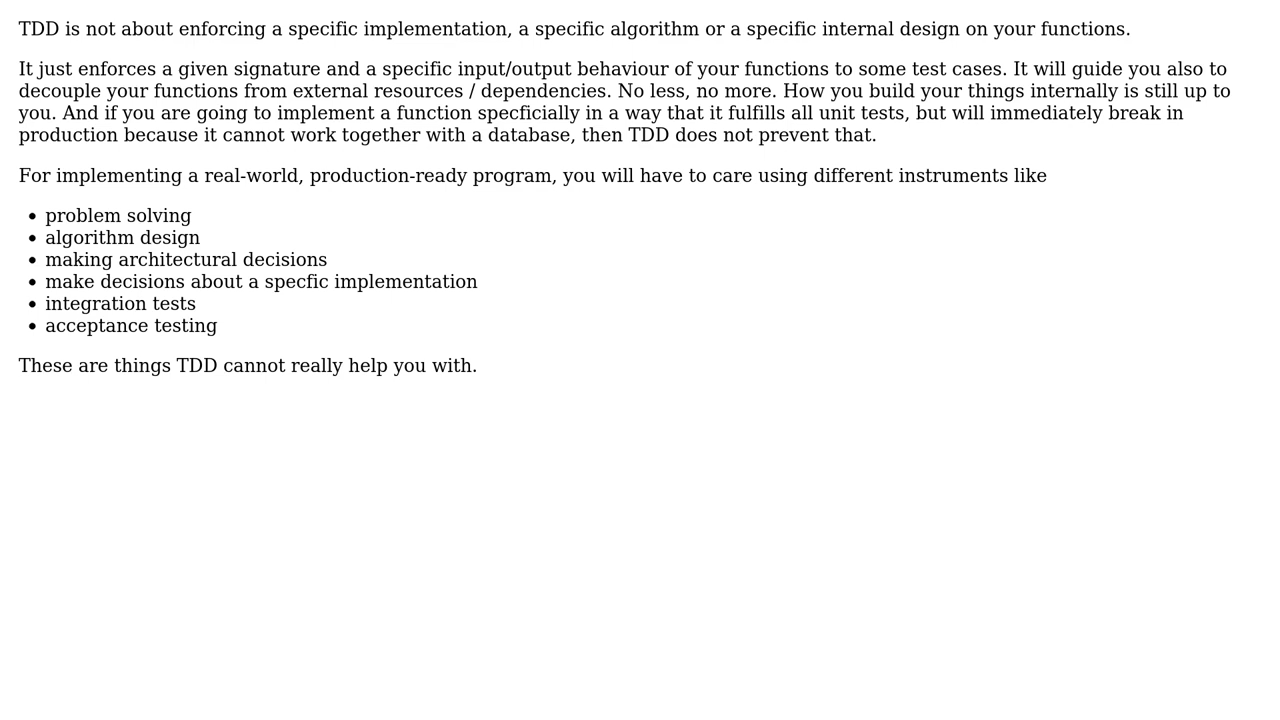 TDD is not about enforcing a specific implementation, a specific algorithm or a specific internal design on your functions.
It just enforces a given signature and a specific input/output behaviour of your functions to some test cases. It will guide you also to
decouple your functions from external resources / dependencies. No less, no more. How you build your things internally is still up to
you. And if you are going to implement a function specficially in a way that it fulfills all unit tests, but will immediately break in
production because it cannot work together with a database, then TDD does not prevent that.
For implementing a real-world, production-ready program, you will have to care using different instruments like
• problem solving
• algorithm design
• making architectural decisions
• make decisions about a specfic implementation
• integration tests
• acceptance testing
These are things TDD cannot really help you with.